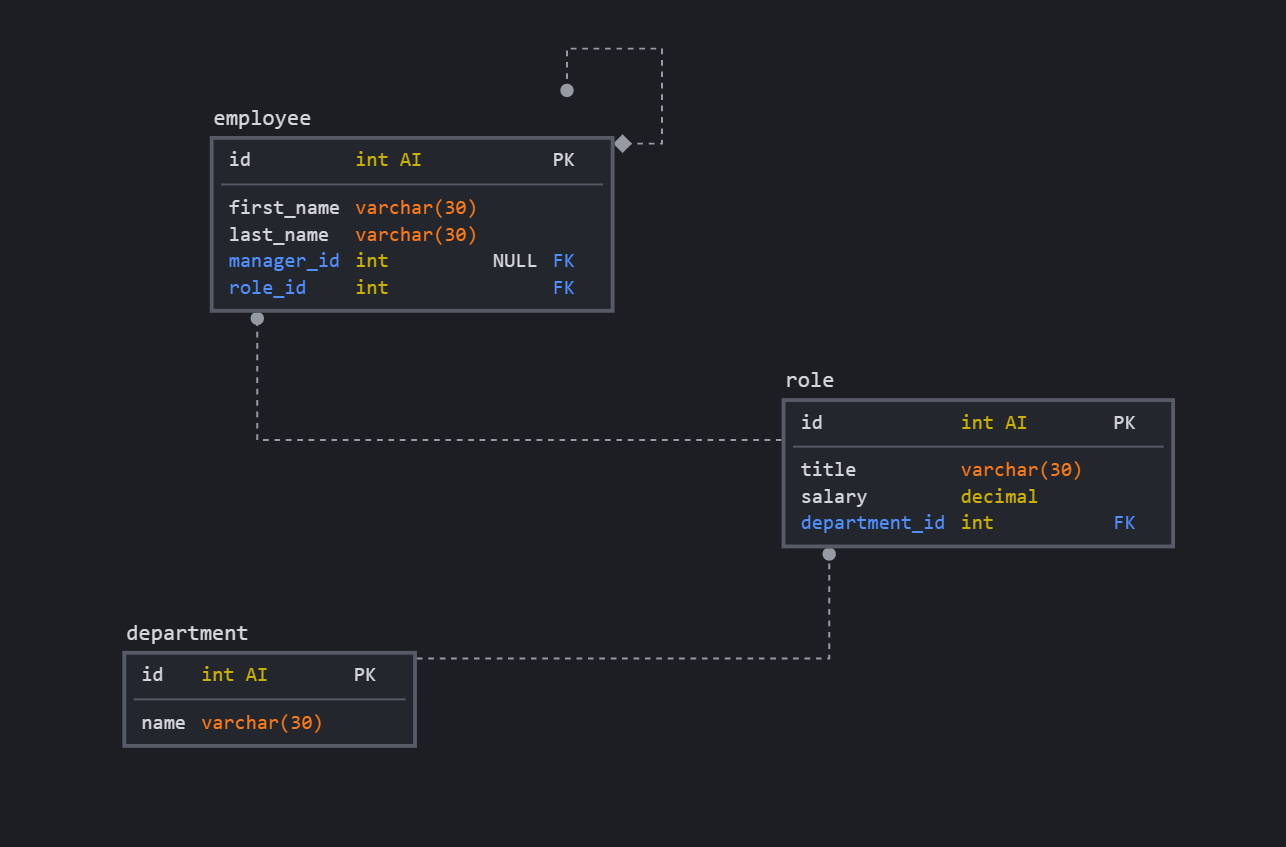 employee
id int AI PK
first_name varchar(30)
last_name varchar(30)
manager_id int NULL FK
role_id int FK
role
id int AI PK
title varchar(30)
salary decimal
department_id int FK
department
id int AI PK
name varchar(30)